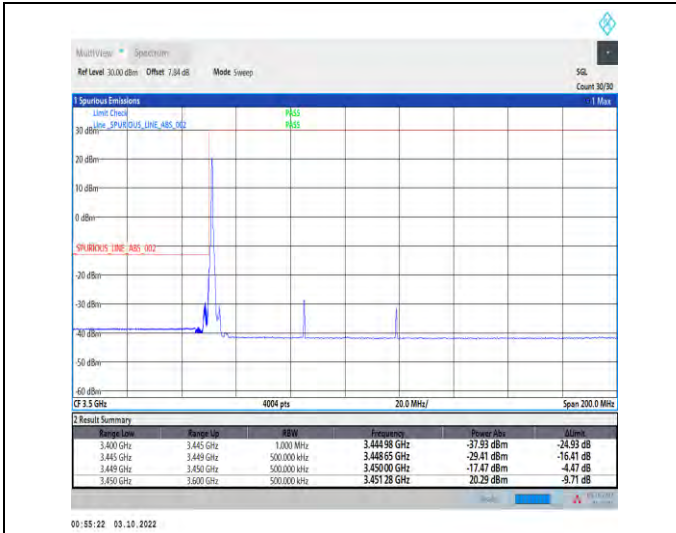 MultiView Spectrum
Ref Level 30.00 dBm Offset 7.84 dB Mode Sweep SGL
Count 30/30
1 Spurious Emissions 1 Max
Limit Check PASS
Line _SPURIOUS_LINE_ABS_002 PASS
30 dBm
20 dBm
10 dBm
0 dBm
_SPURIOUS_LINE_ABS_002
-20 dBm
-30 dBm
-40 dBm
-50 dBm
-60 dBm
CF 3.5 GHz 4004 pts 20.0 MHz/ Span 200.0 MHz
2 Result Summary
Range Low Range Up RBW Frequency Power Abs ΔLimit
3.400 GHz 3.445 GHz 1.000 MHz 3.444 98 GHz -37.93 dBm -24.93 dB
3.445 GHz 3.449 GHz 500.000 kHz 3.448 65 GHz -29.41 dBm -16.41 dB
3.449 GHz 3.450 GHz 500.000 kHz 3.450 00 GHz -17.47 dBm -4.47 dB
3.450 GHz 3.600 GHz 500.000 kHz 3.451 28 GHz 20.29 dBm -9.71 dB
00:55:22 03.10.2022